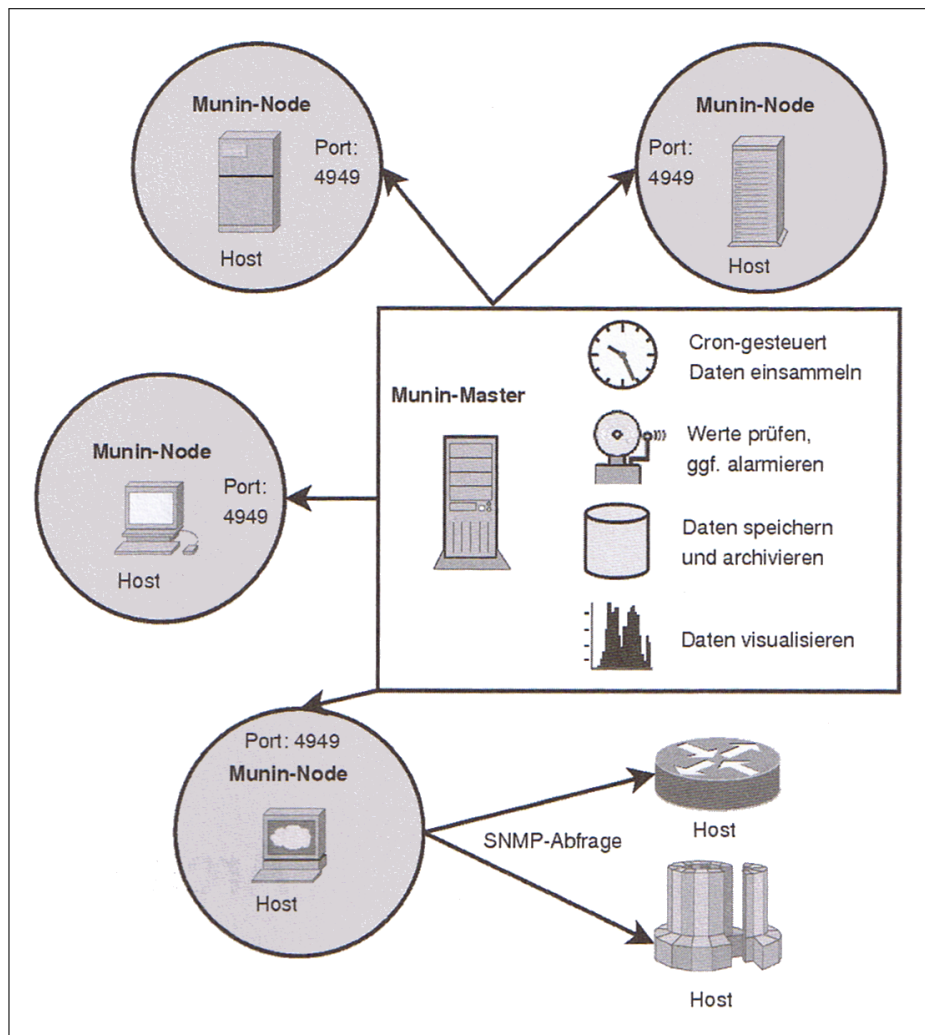 Munin-Node
Port:
4949
Host
Munin-Node
Port:
4949
Host
Munin-Master
Cron-gesteuert
Daten einsammeln
Werte prüfen,
ggf. alarmieren
Daten speichern
und archivieren
Daten visualisieren
Munin-Node
Port:
4949
Host
Port: 4949
Munin-Node
Host
SNMP-Abfrage
Host
Host